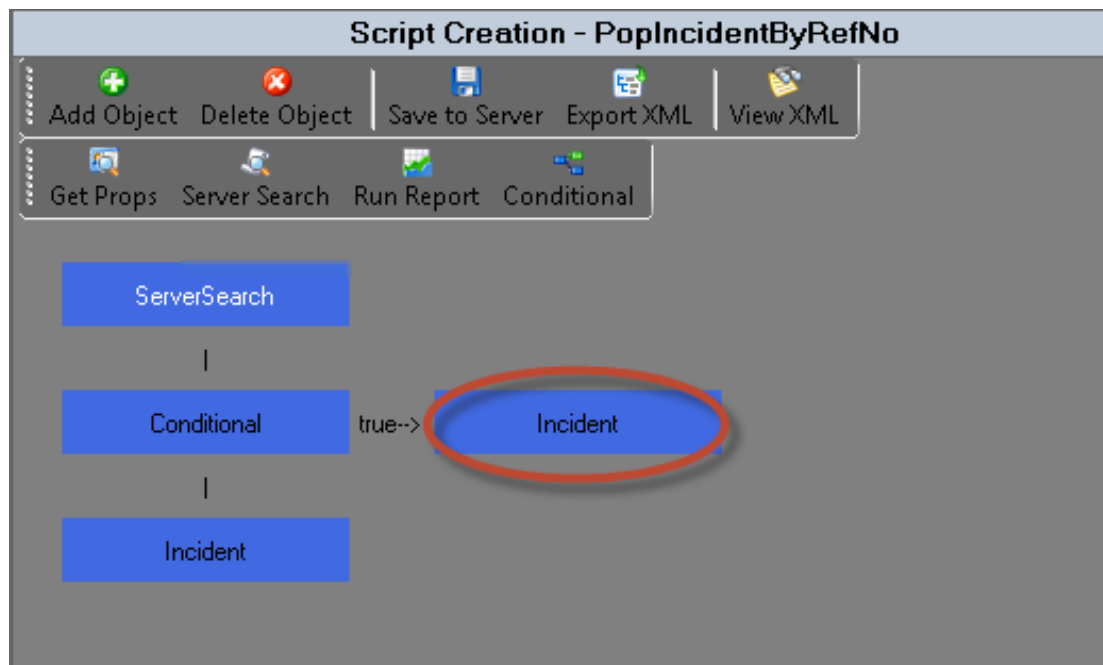 Script Creation - PopIncidentByRefNo
Add Object Delete Object Save to Server Export XML View XML
Get Props Server Search Run Report Conditional
ServerSearch
|
Conditional true--> Incident
|
Incident